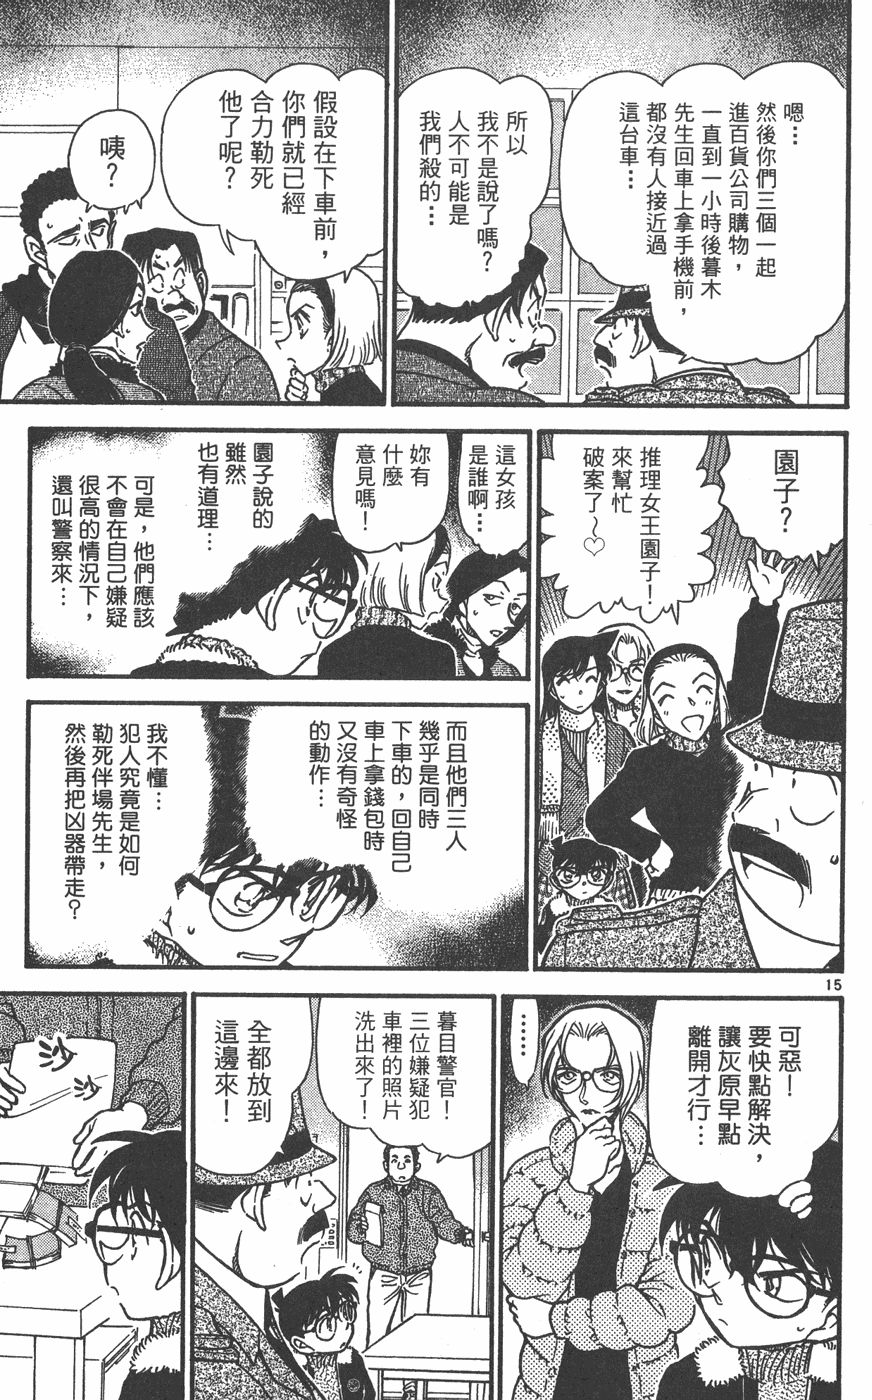 嗯…
然後你們三個一起
進百貨公司購物，
一直到一小時後暮木
先生回車上拿手機前，
都沒有人接近過
這台車…
所以
我不是說了嗎？
人不可能是
我們殺的…
假設在下車前，
你們就已經
合力勒死
他了呢？
咦？
園子？
推理女王園子！
來幫忙
破案了～♡
這女孩
是誰啊…
妳有
什麼
意見嗎！
園子說的
雖然
也有道理…
可是，他們應該
不會在自己嫌疑
很高的情況下，
還叫警察來…
而且他們三人
幾乎是同時
下車的，回自己
車上拿錢包時
又沒有奇怪
的動作…
我不懂…
犯人究竟是如何
勒死伴場先生，
然後再把凶器帶走？
15
可惡！
要快點解決，
讓灰原早點
離開才行…
……
暮目警官！
三位嫌疑犯
車裡的照片
洗出來了！
全都放到
這邊來！
沙
沙